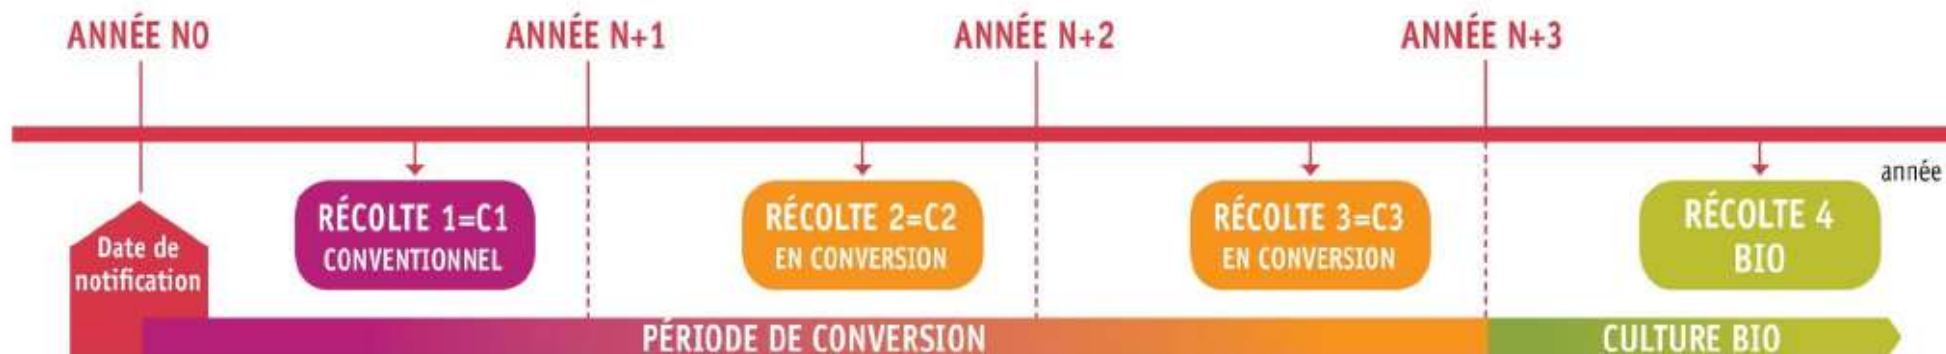 ANNÉE NO
ANNÉE N+1
ANNÉE N+2
ANNÉE N+3
année
Date de
notification
RÉCOLTE 1=C1
CONVENTIONNEL
RÉCOLTE 2=C2
EN CONVERSION
RÉCOLTE 3=C3
EN CONVERSION
RÉCOLTE 4
BIO
PÉRIODE DE CONVERSION
CULTURE BIO